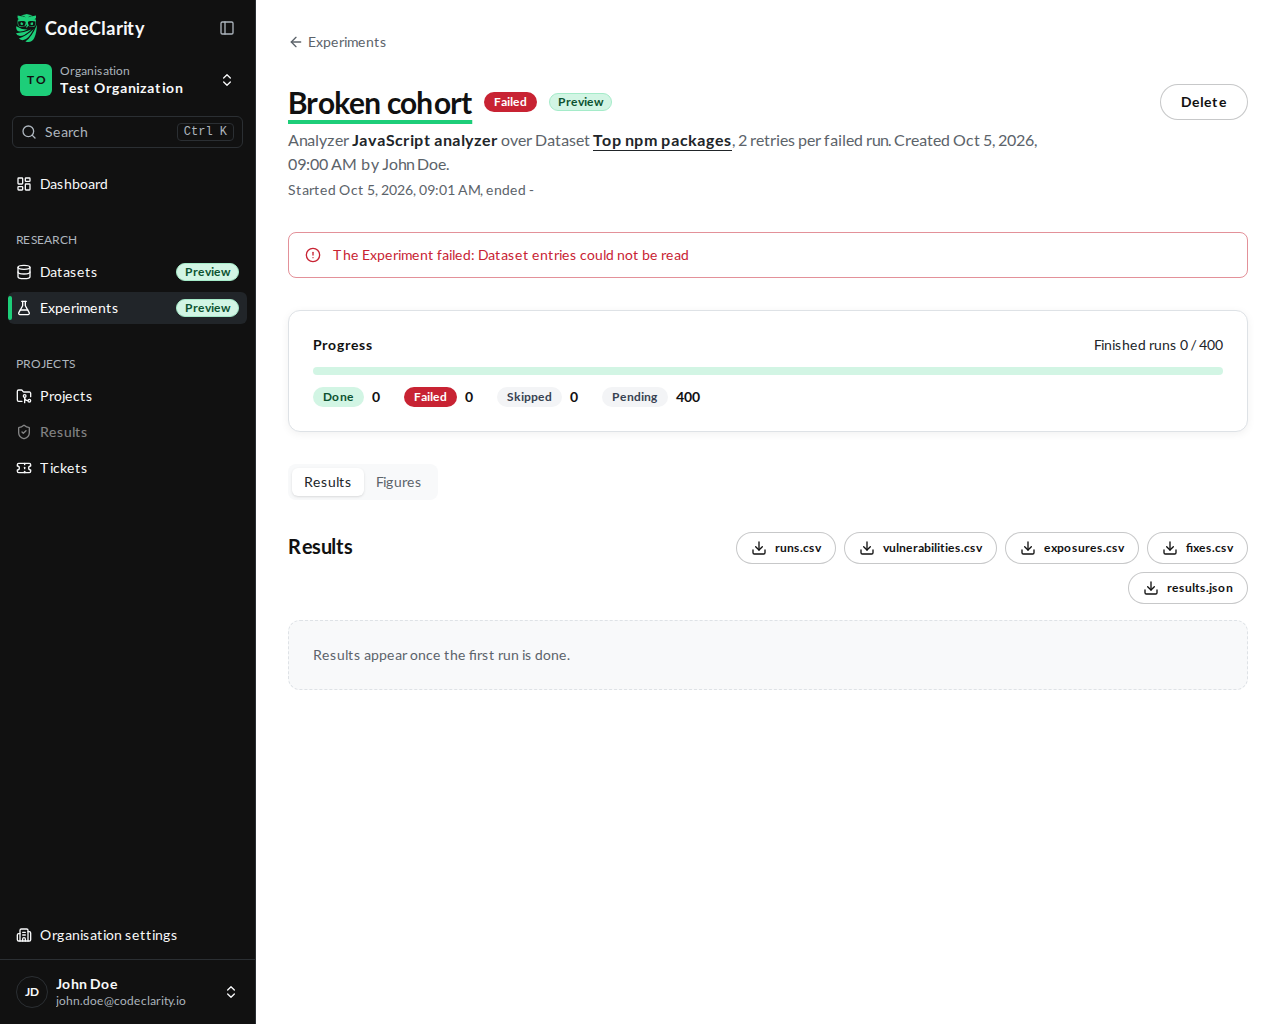 CodeClarity
TO
Organisation
Test Organization
Search
Ctrl K
Dashboard
RESEARCH
Datasets
Preview
Experiments
Preview
PROJECTS
Projects
Results
Tickets
Organisation settings
JD
John Doe
john.doe@codeclarity.io
Experiments
Broken cohort
Failed
Preview
Delete
Analyzer JavaScript analyzer over Dataset Top npm packages, 2 retries per failed run. Created Oct 5, 2026,
09:00 AM by John Doe.
Started Oct 5, 2026, 09:01 AM, ended -
The Experiment failed: Dataset entries could not be read
Progress
Finished runs 0 / 400
Done 0
Failed 0
Skipped 0
Pending 400
Results
Figures
Results
runs.csv
vulnerabilities.csv
exposures.csv
fixes.csv
results.json
Results appear once the first run is done.